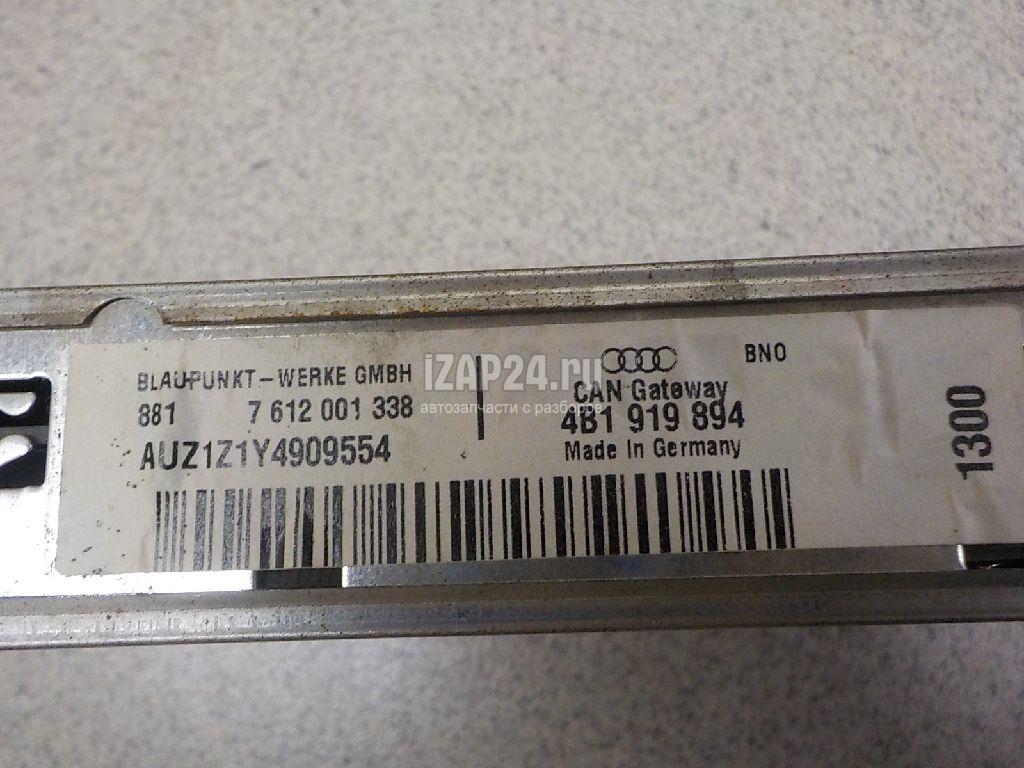 BLAUPUNKT-WERKE GMBH
881 7 612 001 338
AUZ1Z1Y4909554
BNO
CAN Gateway
4B1 919 894
Made in Germany
1300
iZAP24.ru
автозапчасти с разборов